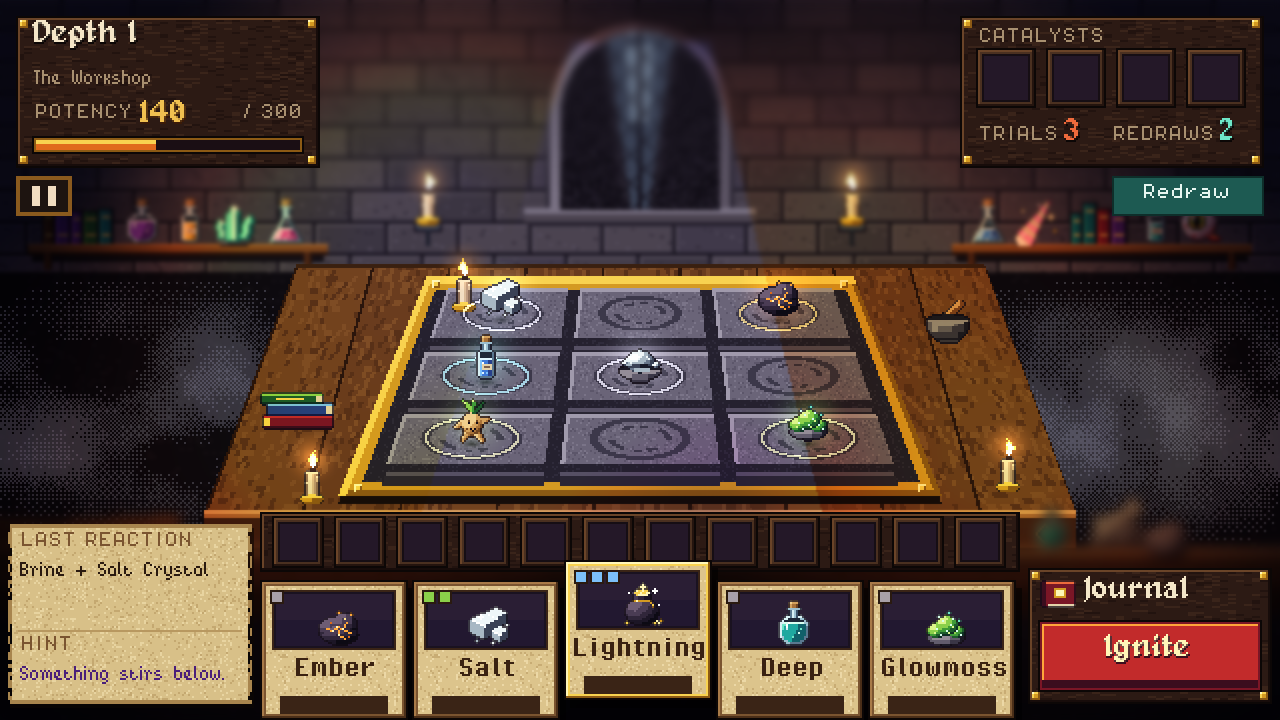 Depth 1
The Workshop
POTENCY 140 / 300
CATALYSTS
TRIALS 3 REDRAWS 2
Redraw
LAST REACTION
Brine + Salt Crystal
HINT
Something stirs below.
Ember
Salt
Lightning
Deep
Glowmoss
Journal
Ignite